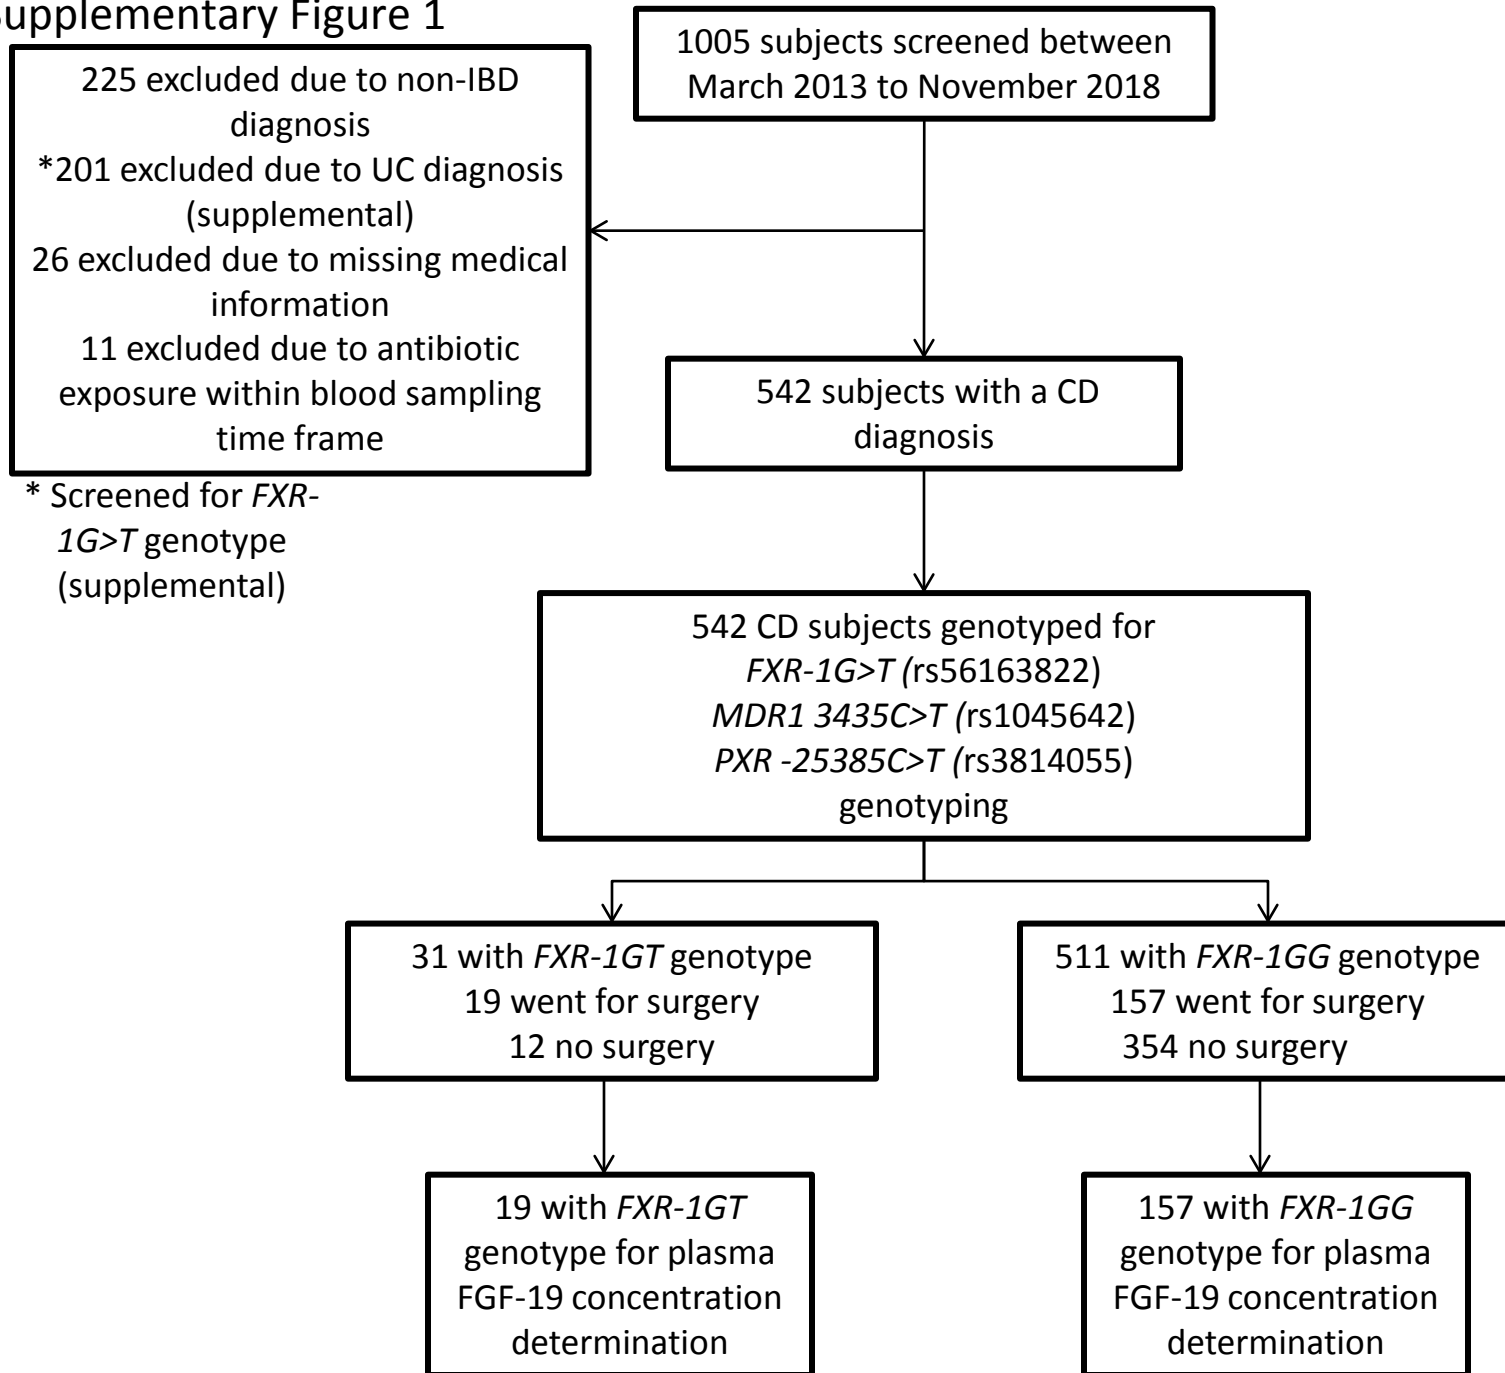 Supplementary Figure 1
1005 subjects screened between
March 2013 to November 2018
225 excluded due to non-IBD
diagnosis
*201 excluded due to UC diagnosis
(supplemental)
26 excluded due to missing medical
information
11 excluded due to antibiotic
exposure within blood sampling
time frame
* Screened for FXR-
1G>T genotype
(supplemental)
542 subjects with a CD
diagnosis
542 CD subjects genotyped for
FXR-1G>T (rs56163822)
MDR1 3435C>T (rs1045642)
PXR -25385C>T (rs3814055)
genotyping
31 with FXR-1GT genotype
19 went for surgery
12 no surgery
511 with FXR-1GG genotype
157 went for surgery
354 no surgery
19 with FXR-1GT
genotype for plasma
FGF-19 concentration
determination
157 with FXR-1GG
genotype for plasma
FGF-19 concentration
determination